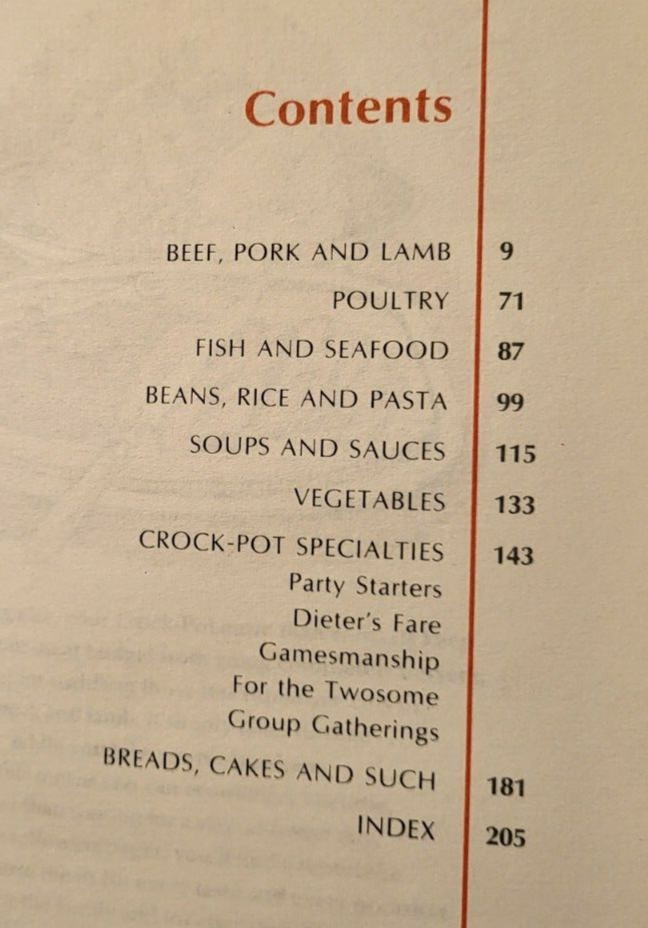 Contents
BEEF, PORK AND LAMB 9
POULTRY 71
FISH AND SEAFOOD 87
BEANS, RICE AND PASTA 99
SOUPS AND SAUCES 115
VEGETABLES 133
CROCK-POT SPECIALTIES 143
Party Starters
Dieter's Fare
Gamesmanship
For the Twosome
Group Gatherings
BREADS, CAKES AND SUCH 181
INDEX 205